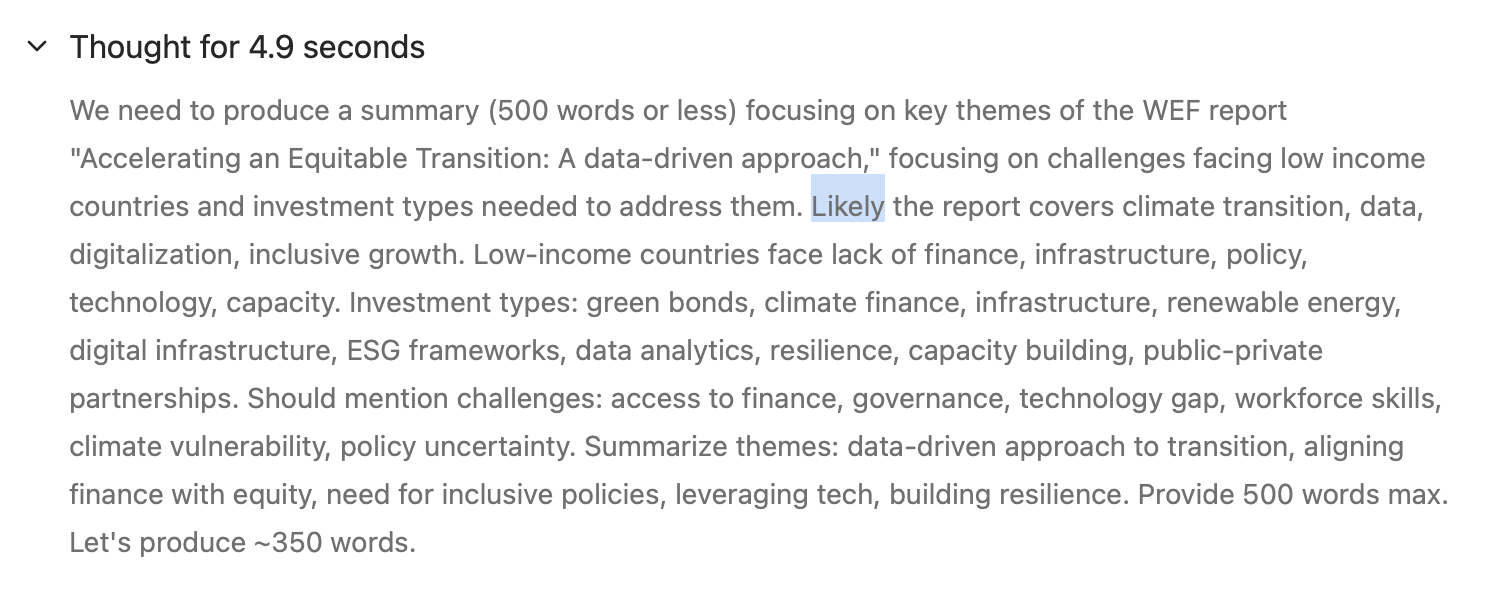 Thought for 4.9 seconds
We need to produce a summary (500 words or less) focusing on key themes of the WEF report
"Accelerating an Equitable Transition: A data-driven approach," focusing on challenges facing low income
countries and investment types needed to address them. Likely the report covers climate transition, data,
digitalization, inclusive growth. Low-income countries face lack of finance, infrastructure, policy,
technology, capacity. Investment types: green bonds, climate finance, infrastructure, renewable energy,
digital infrastructure, ESG frameworks, data analytics, resilience, capacity building, public-private
partnerships. Should mention challenges: access to finance, governance, technology gap, workforce skills,
climate vulnerability, policy uncertainty. Summarize themes: data-driven approach to transition, aligning
finance with equity, need for inclusive policies, leveraging tech, building resilience. Provide 500 words max.
Let's produce ~350 words.